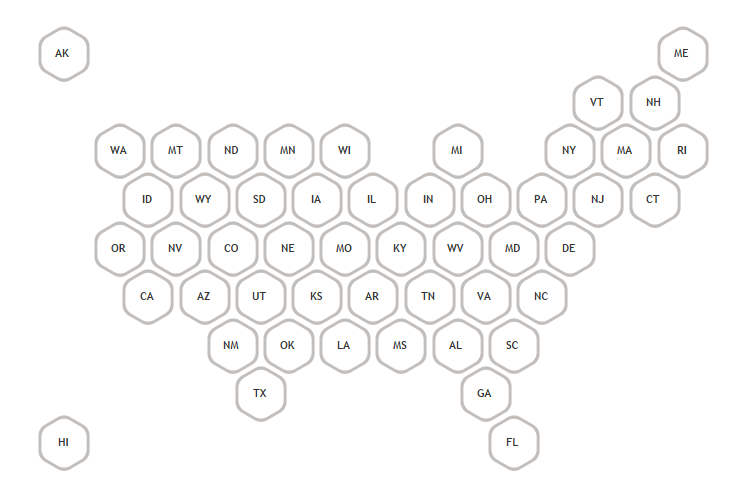 AK ME
VT NH
WA MT ND MN WI MI NY MA RI
ID WY SD IA IL IN OH PA NJ CT
OR NV CO NE MO KY WV MD DE
CA AZ UT KS AR TN VA NC
NM OK LA MS AL SC
TX GA
HI FL